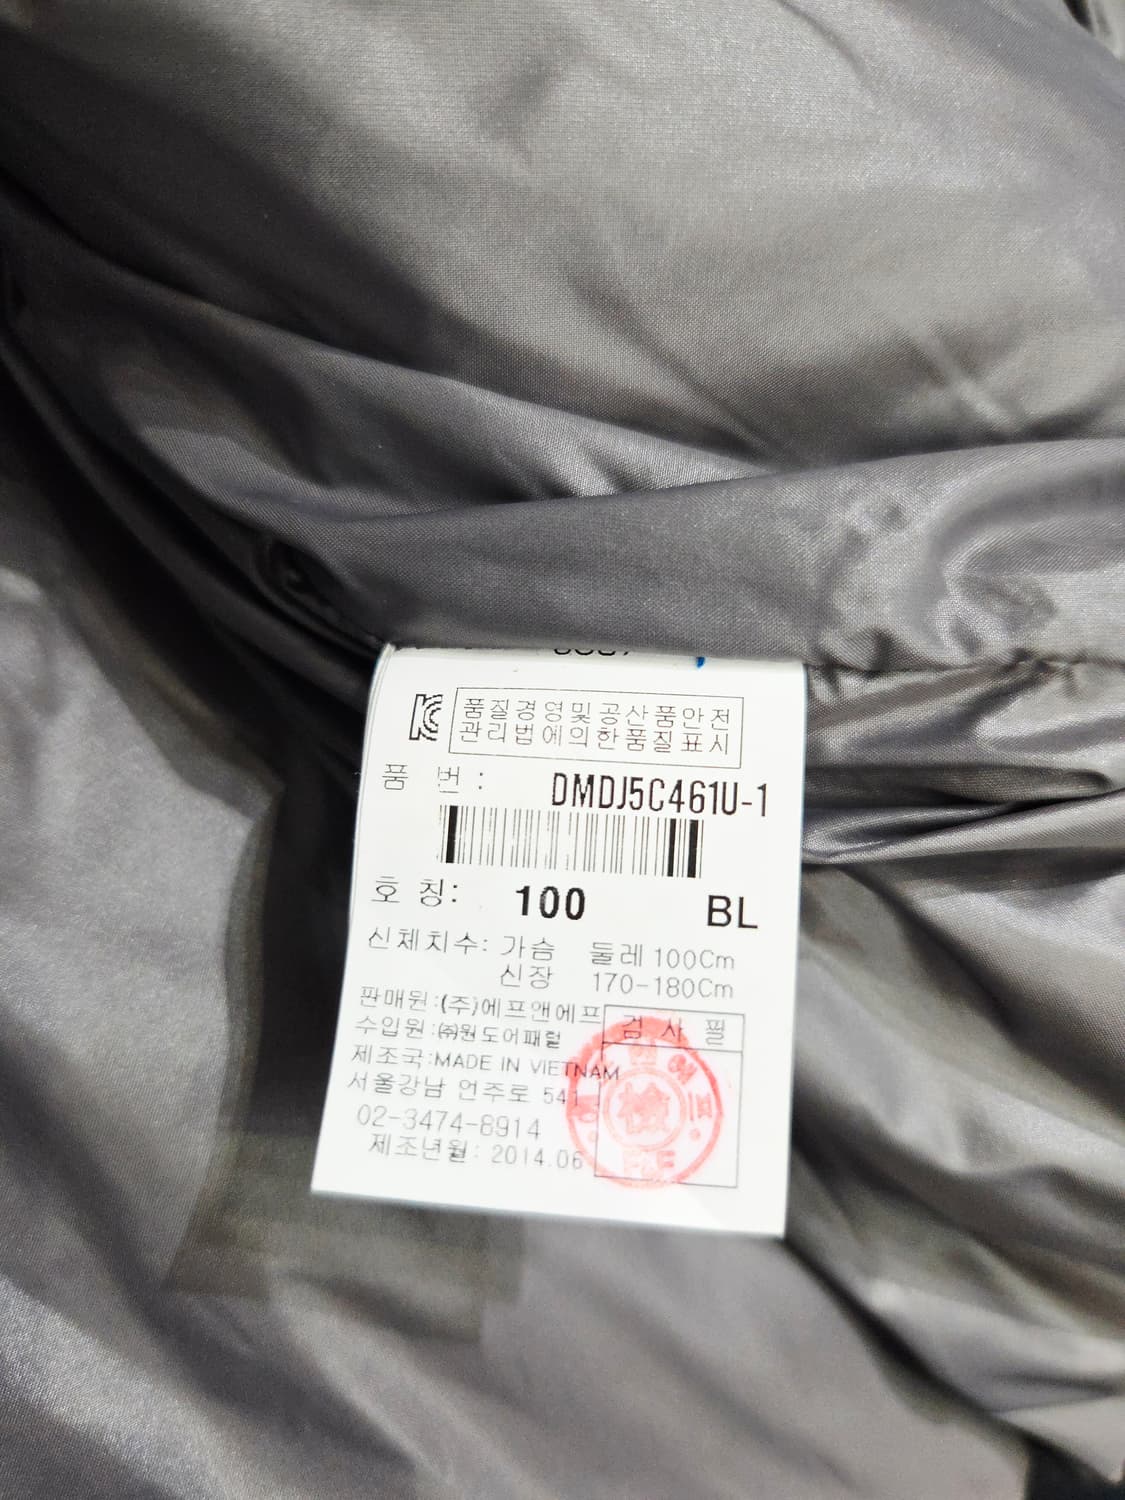 품질경영및공산품안전
관리법에의한품질표시
품 번: DMDJ5C461U-1
호 칭: 100 BL
신체치수: 가슴 둘레 100Cm
신장 170-180Cm
판매원:(주)에프앤에프
수입원:㈜원도어패럴
검 사 필
제조국:MADE IN VIETNAM
서울강남 언주로 541
02-3474-8914
제조년월: 2014.06
檢
F&F